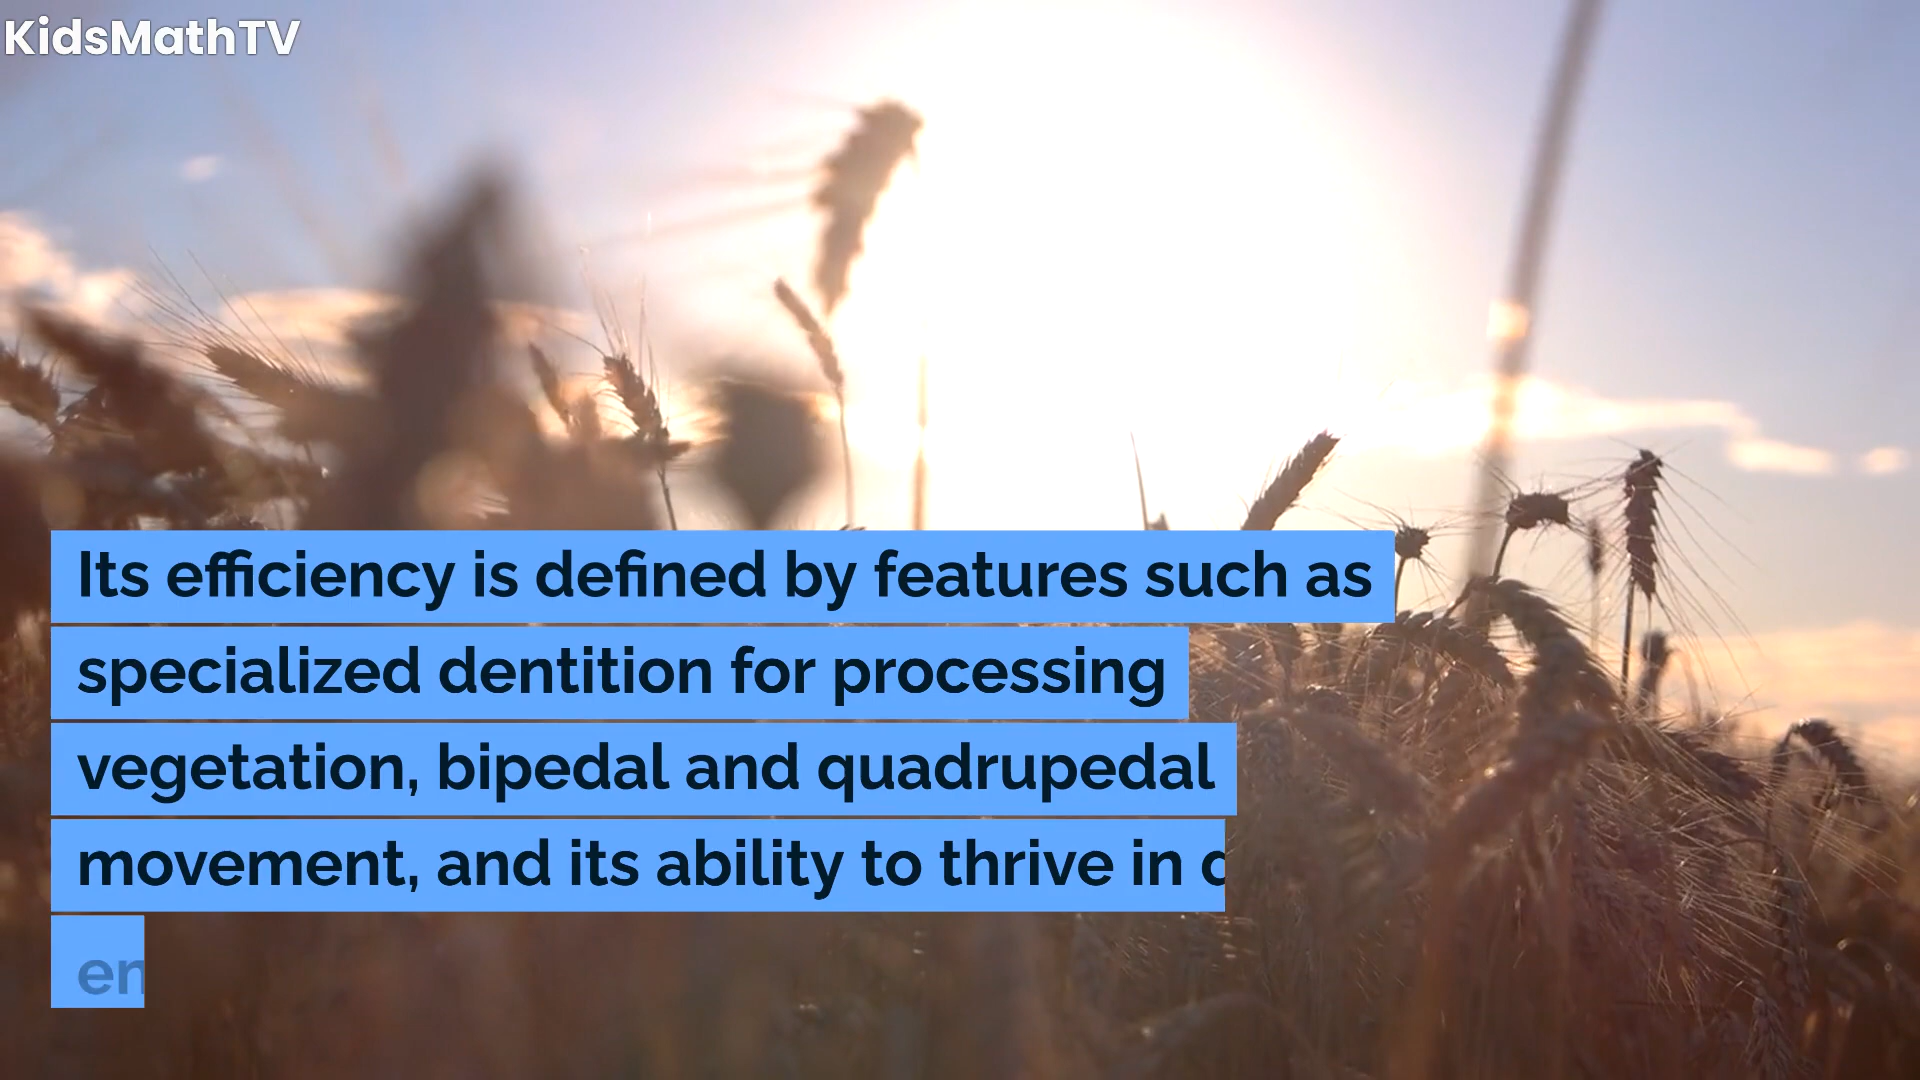 KidsMathTV
Its efficiency is defined by features such as
specialized dentition for processing
vegetation, bipedal and quadrupedal
movement, and its ability to thrive in